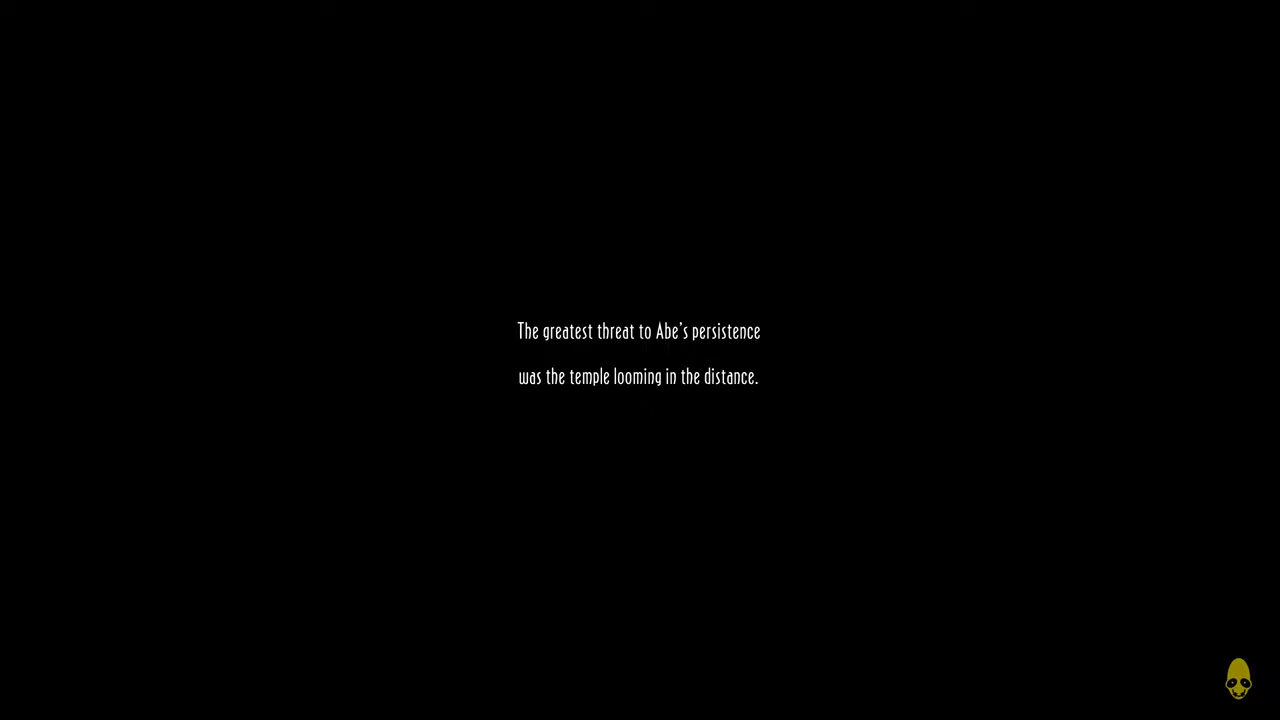 The greatest threat to Abe's persistence
was the temple looming in the distance.